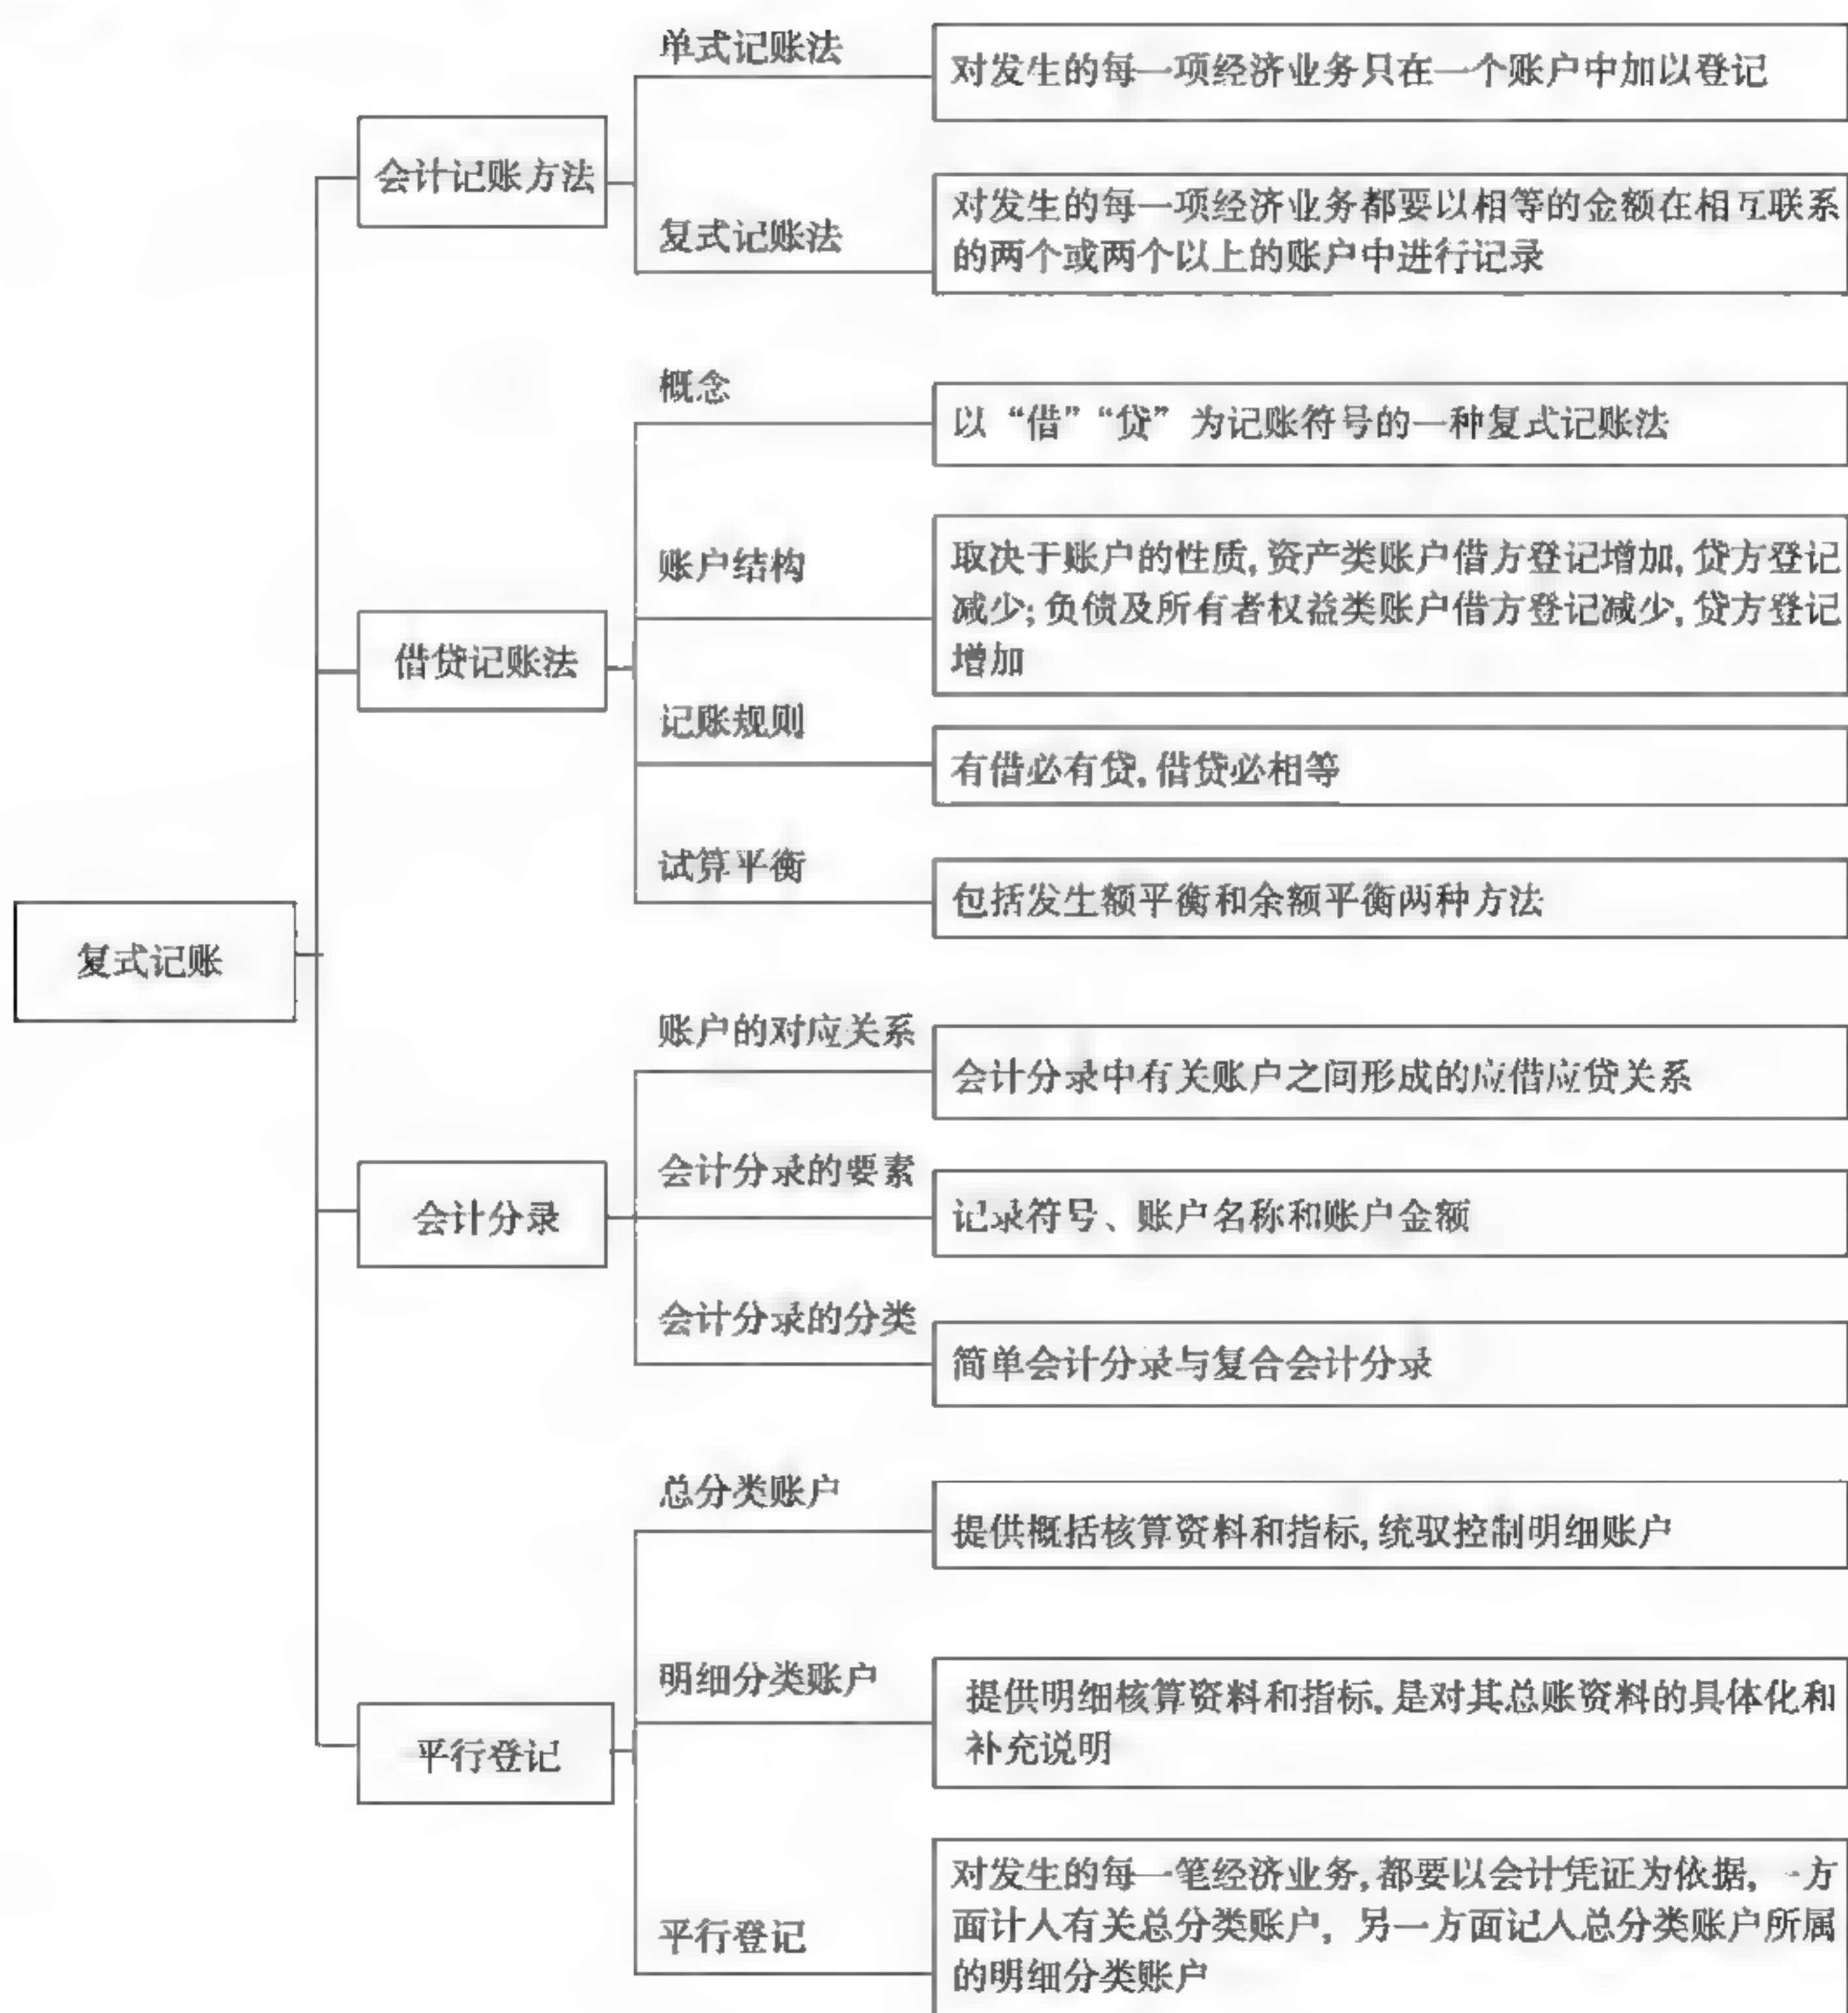 单式记账法
对发生的每一项经济业务只在一个账户中加以登记
会计记账方法
复式记账法
对发生的每一项经济业务都要以相等的金额在相互联系
的两个或两个以上的账户中进行记录
概念
以“借”“贷”为记账符号的一种复式记账法
账户结构
取决于账户的性质,资产类账户借方登记增加,贷方登记
减少;负债及所有者权益类账户借方登记减少,贷方登记
增加
借贷记账法
记账规则
有借必有贷,借贷必相等
试算平衡
包括发生额平衡和余额平衡两种方法
复式记账
账户的对应关系
会计分录中有关账户之间形成的应借应贷关系
会计分录的要素
记录符号、账户名称和账户金额
会计分录
会计分录的分类
简单会计分录与复合会计分录
总分类账户
提供概括核算资料和指标,统驭控制明细账户
明细分类账户
提供明细核算资料和指标,是对其总账资料的具体化和
补充说明
平行登记
对发生的每一笔经济业务,都要以会计凭证为依据,一方
面计人有关总分类账户,另一方面记人总分类账户所属
的明细分类账户
平行登记